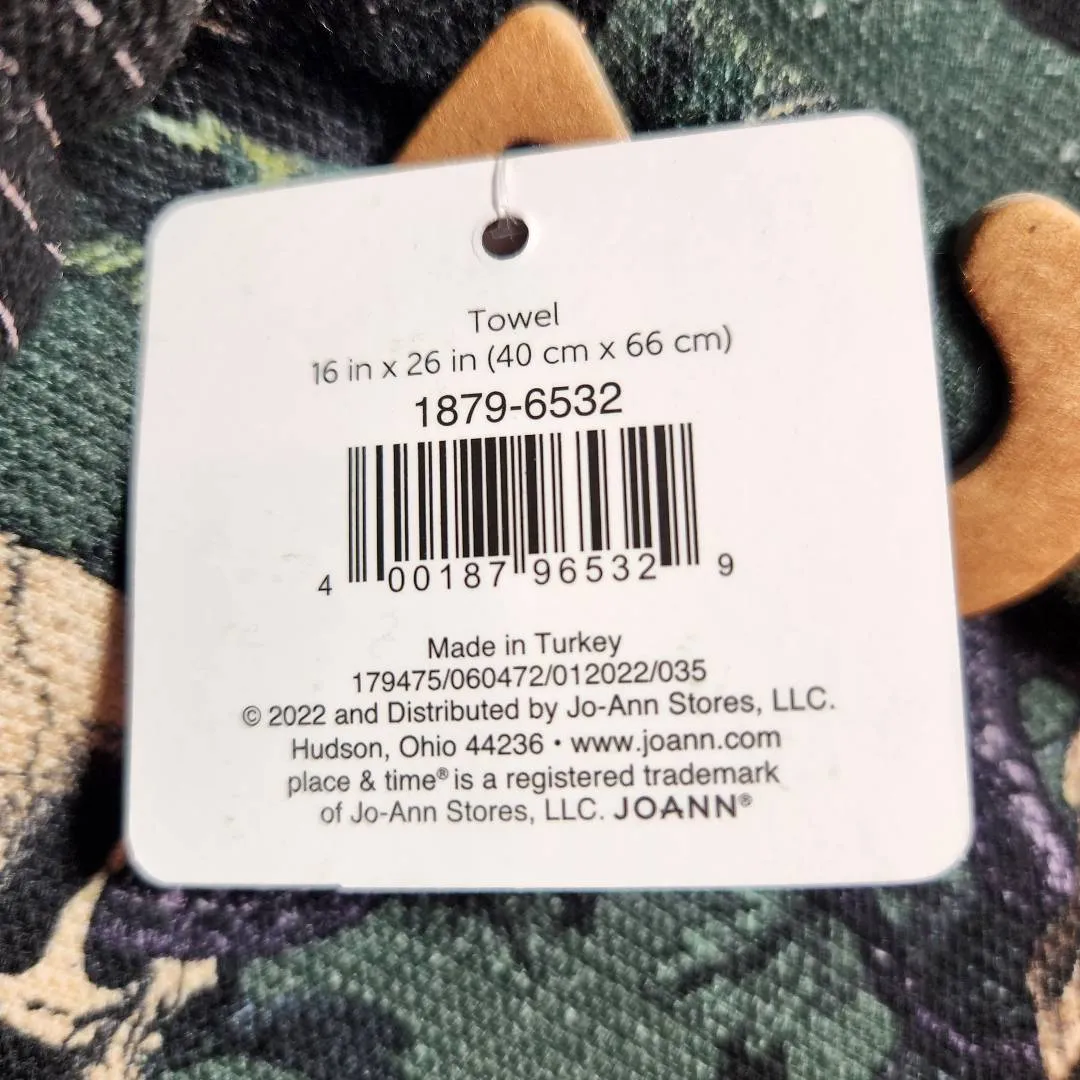 Towel
16 in x 26 in (40 cm x 66 cm)
1879-6532
4 00187 96532 9
Made in Turkey
179475/060472/012022/035
© 2022 and Distributed by Jo-Ann Stores, LLC.
Hudson, Ohio 44236 • www.joann.com
place & time® is a registered trademark
of Jo-Ann Stores, LLC. JOANN®